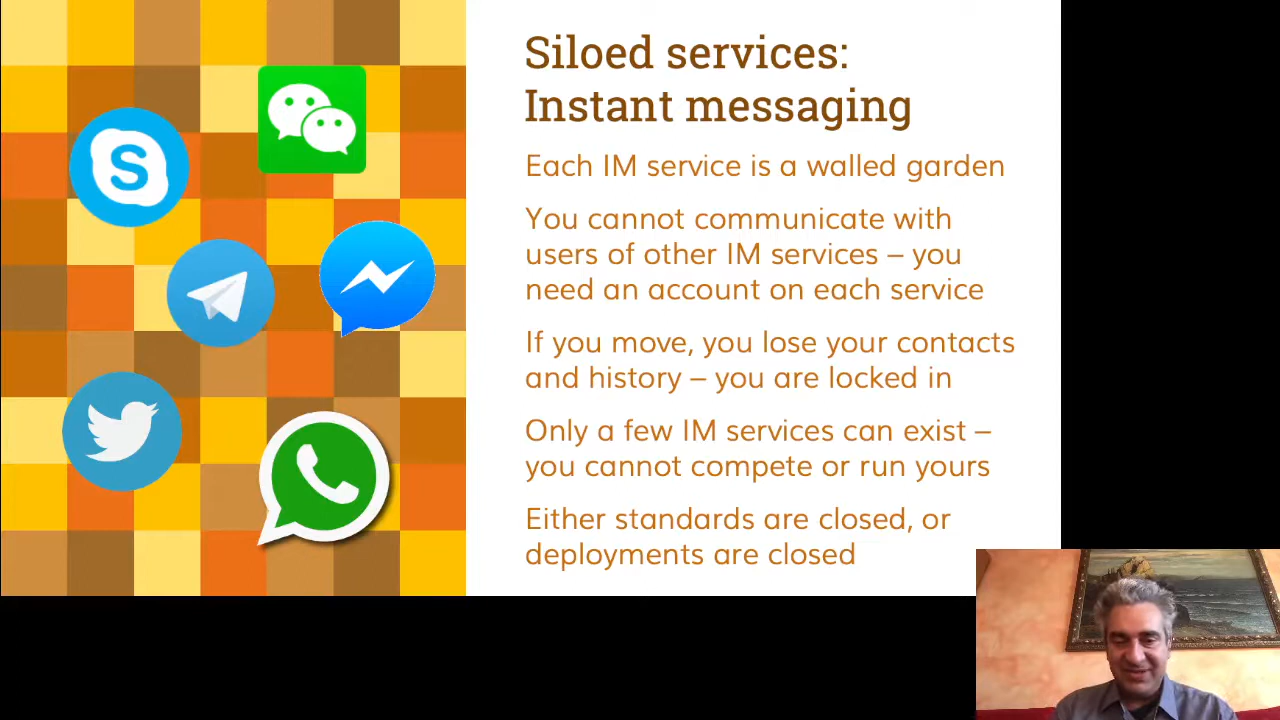 Siloed services:
Instant messaging
Each IM service is a walled garden
You cannot communicate with
users of other IM services – you
need an account on each service
If you move, you lose your contacts
and history – you are locked in
Only a few IM services can exist –
you cannot compete or run yours
Either standards are closed, or
deployments are closed
S